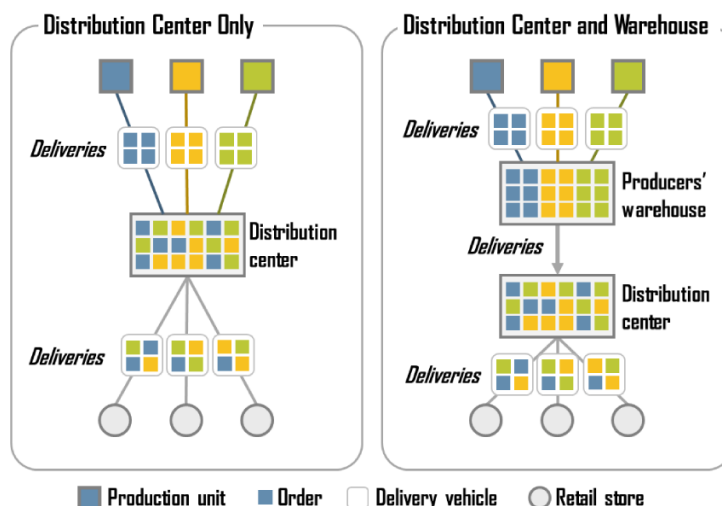 Distribution Center Only
Deliveries
Distribution
center
Deliveries
Distribution Center and Warehouse
Deliveries
Producers'
warehouse
Deliveries
Distribution
center
Deliveries
Production unit
Order
Delivery vehicle
Retail store